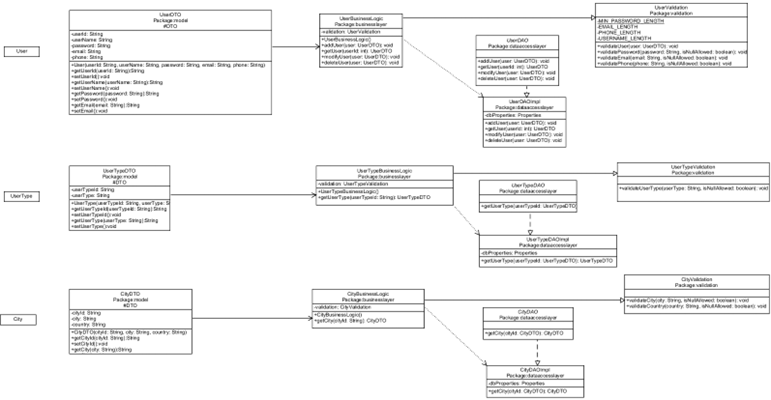 User
UserDTO
Package:model
#DTO
-userId: String
-userName: String
-password: String
-email: String
-phone: String
+User(userId: String, userName: String, password: String, email: String, phone: String)
+getUserId(userId: String):String
+setUserId():void
+getUserName(userName: String):String
+setUserName():void
+getPassword(password: String):String
+setPassword():void
+getEmail(email: String):String
+setEmail():void
UserBusinessLogic
Package:businesslayer
-validation: UserValidation
+UserBusinessLogic()
+addUser(user: UserDTO): void
+getUser(userId: int): UserDTO
+modifyUser(user: UserDTO): void
+deleteUser(user: UserDTO): void
UserDAO
Package:dataaccesslayer
+addUser(user: UserDTO): void
+getUser(userId: int): UserDTO
+modifyUser(user: UserDTO): void
+deleteUser(user: UserDTO): void
UserDAOImpl
Package:dataaccesslayer
-dbProperties: Properties
+addUser(user: UserDTO): void
+getUser(userId: int): UserDTO
+modifyUser(user: UserDTO): void
+deleteUser(user: UserDTO): void
UserValidation
Package:validation
-MIN_PASSWORD_LENGTH
-EMAIL_LENGTH
-PHONE_LENGTH
-USERNAME_LENGTH
+validateUser(user: UserDTO): void
+validatePassword(password: String, isNullAllowed: boolean): void
+validateEmail(email: String, isNullAllowed: boolean): void
+validatePhone(phone: String, isNullAllowed: boolean): void
UserType
UserTypeDTO
Package:model
#DTO
-userTypeId: String
-userType: String
+UserType(userTypeId: String, userType: S
+getUserTypeId(userTypeId: String):String
+setUserTypeId():void
+getUserType(userType: String):String
+setUserType():void
UserTypeBusinessLogic
Package:businesslayer
-validation: UserTypeValidation
+UserTypeBusinessLogic()
+getUserType(userTypeId: String): UserTypeDTO
UserTypeDAO
Package:dataaccesslayer
+getUserType(userTypeId: UserTypeDTO)
UserTypeDAOImpl
Package:dataaccesslayer
-dbProperties: Properties
+getUserType(userTypeId: UserTypeDTO): UserTypeDTO
UserTypeValidation
Package:validation
+validateUserType(userType: String, isNullAllowed: boolean): void
City
CityDTO
Package:model
#DTO
-cityId: String
-city: String
-country: String
+CityDTO(cityId: String, city: String, country: String)
+getCityId(cityId: String):String
+setCityId():void
+getCity(city: String):String
CityBusinessLogic
Package:businesslayer
-validation: CityValidation
+CityBusinessLogic()
+getCity(cityId: String): CityDTO
CityDAO
Package:dataaccesslayer
+getCity(cityId: CityDTO): CityDTO
CityDAOImpl
Package:dataaccesslayer
-dbProperties: Properties
+getCity(cityId: CityDTO): CityDTO
CityValidation
Package:validation
+validateCity(city: String, isNullAllowed: boolean): void
+validateCountry(country: String, isNullAllowed: boolean): void